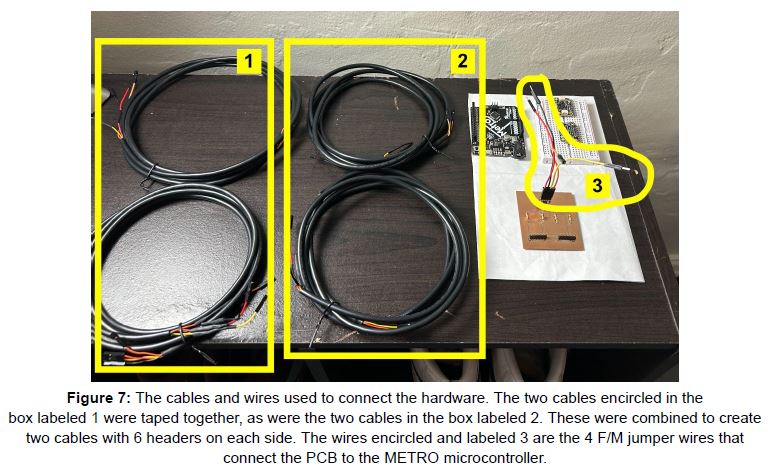 1
2
3
Metro
Figure 7: The cables and wires used to connect the hardware. The two cables encircled in the
box labeled 1 were taped together, as were the two cables in the box labeled 2. These were combined to create
two cables with 6 headers on each side. The wires encircled and labeled 3 are the 4 F/M jumper wires that
connect the PCB to the METRO microcontroller.